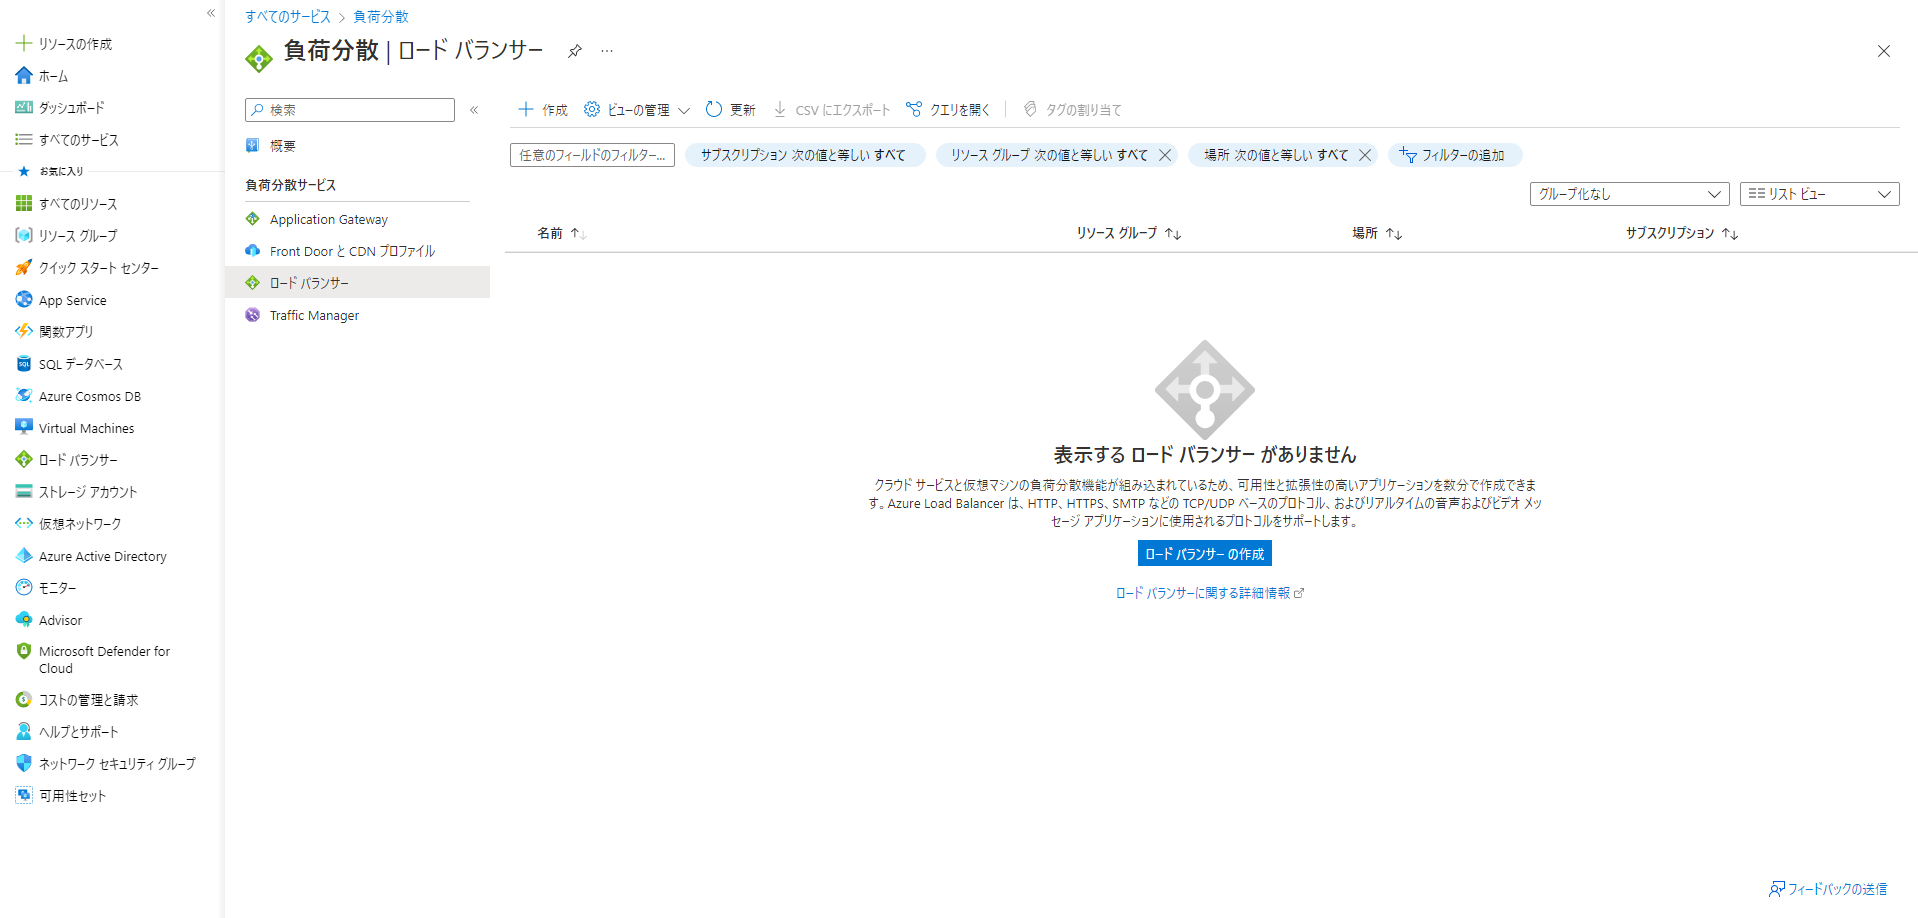 リソースの作成
ホーム
ダッシュボード
すべてのサービス
お気に入り
すべてのリソース
リソース グループ
クイック スタート センター
App Service
関数アプリ
SQL データベース
Azure Cosmos DB
Virtual Machines
ロード バランサー
ストレージ アカウント
仮想ネットワーク
Azure Active Directory
モニター
Advisor
Microsoft Defender for
Cloud
コストの管理と請求
ヘルプとサポート
ネットワーク セキュリティ グループ
可用性セット
すべてのサービス > 負荷分散
負荷分散 | ロード バランサー
検索
概要
負荷分散サービス
Application Gateway
Front Door と CDN プロファイル
ロード バランサー
Traffic Manager
作成 ビューの管理 更新 CSV にエクスポート クエリを開く タグの割り当て
任意のフィールドのフィルター... サブスクリプション 次の値と等しい すべて リソース グループ 次の値と等しい すべて 場所 次の値と等しい すべて フィルターの追加
グループ化なし リスト ビュー
名前 リソース グループ 場所 サブスクリプション
表示する ロード バランサー がありません
クラウド サービスと仮想マシンの負荷分散機能が組み込まれているため、可用性と拡張性の高いアプリケーションを数分で作成できま
す。Azure Load Balancer は、HTTP、HTTPS、SMTP などの TCP/UDP ベースのプロトコル、およびリアルタイムの音声およびビデオ メッ
セージ アプリケーションに使用されるプロトコルをサポートします。
ロード バランサー の作成
ロード バランサーに関する詳細情報
フィードバックの送信